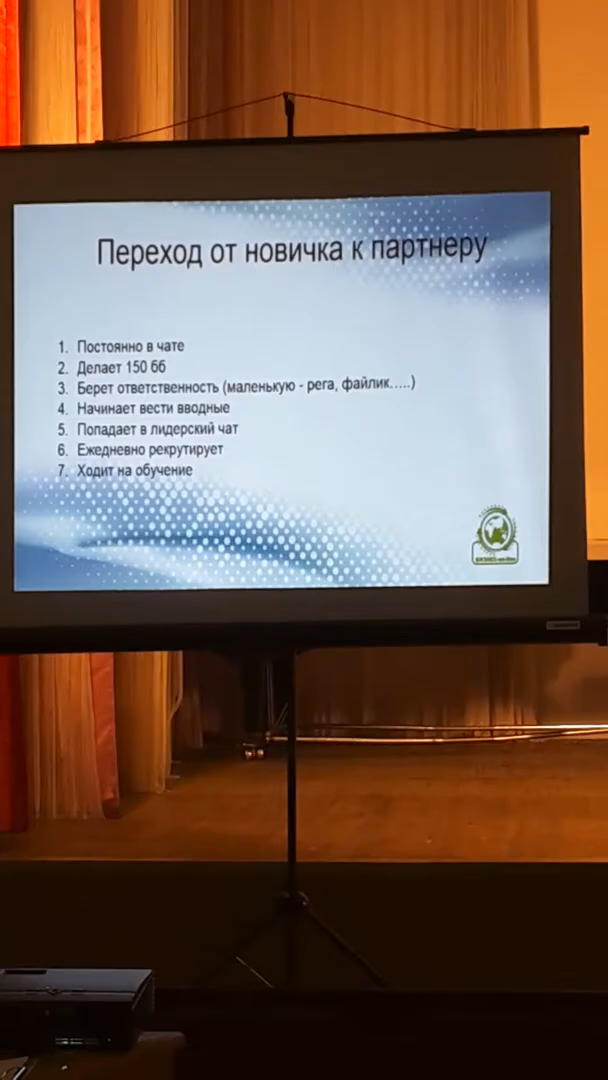 Переход от новичка к партнеру
1. Постоянно в чате
2. Делает 150 бб
3. Берет ответственность (маленькую - рега, файлик…..)
4. Начинает вести вводные
5. Попадает в лидерский чат
6. Ежедневно рекрутирует
7. Ходит на обучение